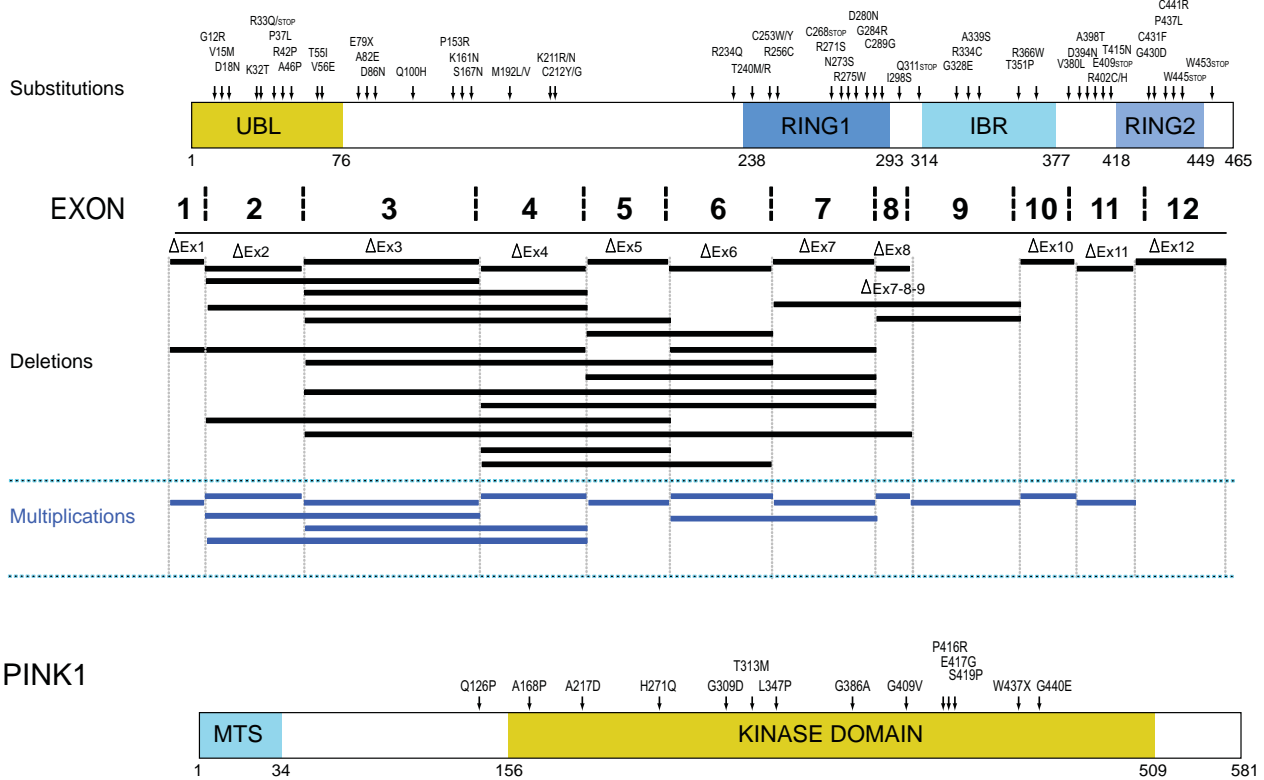 C441R
D280N P437L
R33Q/STOP C253W/Y C268STOP G284R A339S A398T C431F
G12R P37L E79X P153R R256C R271S C289G R334C R366W D394N T415N G430D
V15M R42P T55I A82E K161N K211R/N R234Q N273S Q311STOP G328E T351P V380L E409STOP W453STOP
D18N K32T A46P V56E D86N Q100H S167N M192L/V C212Y/G T240M/R R275W I298S R402C/H W445STOP
Substitutions
UBL RING1 IBR RING2
1 76 238 293 314 377 418 449 465
EXON 1 2 3 4 5 6 7 8 9 10 11 12
ΔEx1 ΔEx2 ΔEx3 ΔEx4 ΔEx5 ΔEx6 ΔEx7 ΔEx8 ΔEx10 ΔEx11 ΔEx12
ΔEx7-8-9
Deletions
Multiplications
PINK1
P416R
T313M E417G
S419P
Q126P A168P A217D H271Q G309D L347P G386A G409V W437X G440E
MTS KINASE DOMAIN
1 34 156 509 581